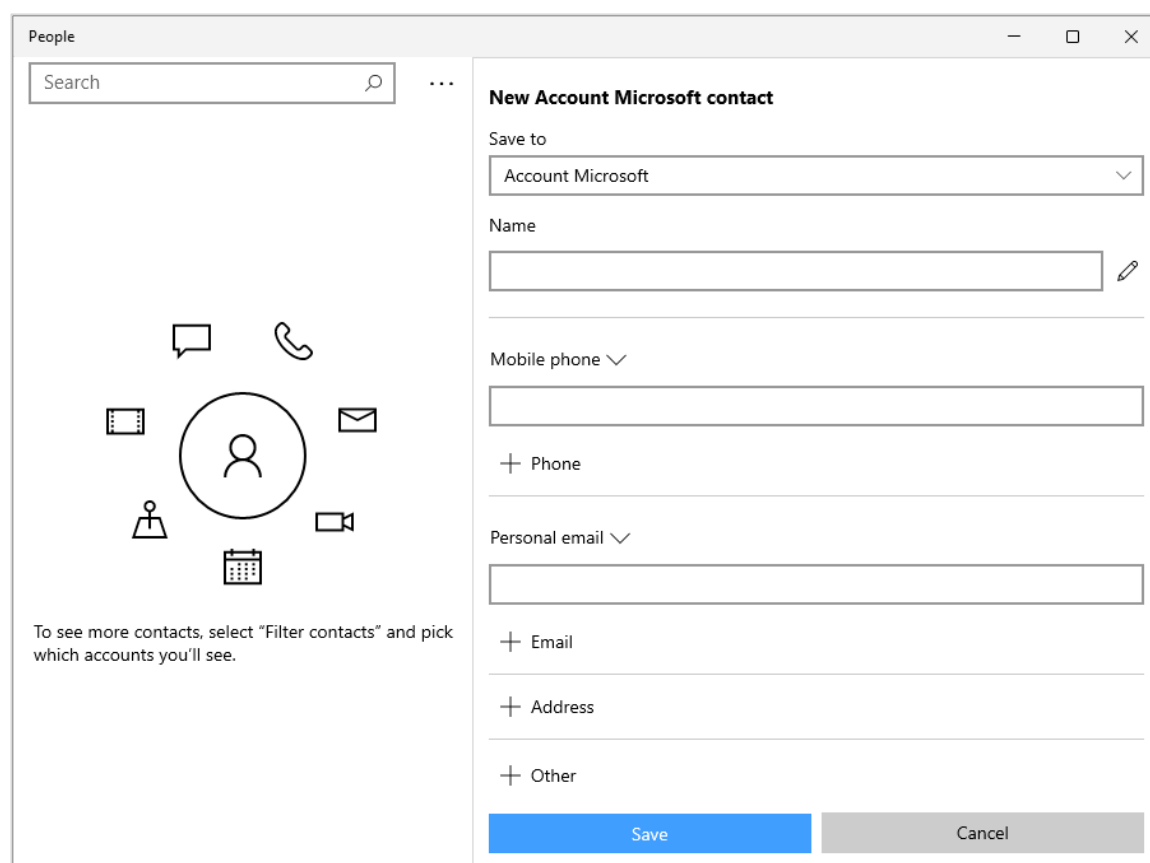 People
Search
To see more contacts, select “Filter contacts” and pick
which accounts you’ll see.
New Account Microsoft contact
Save to
Account Microsoft
Name
Mobile phone
Phone
Personal email
Email
Address
Other
Save
Cancel